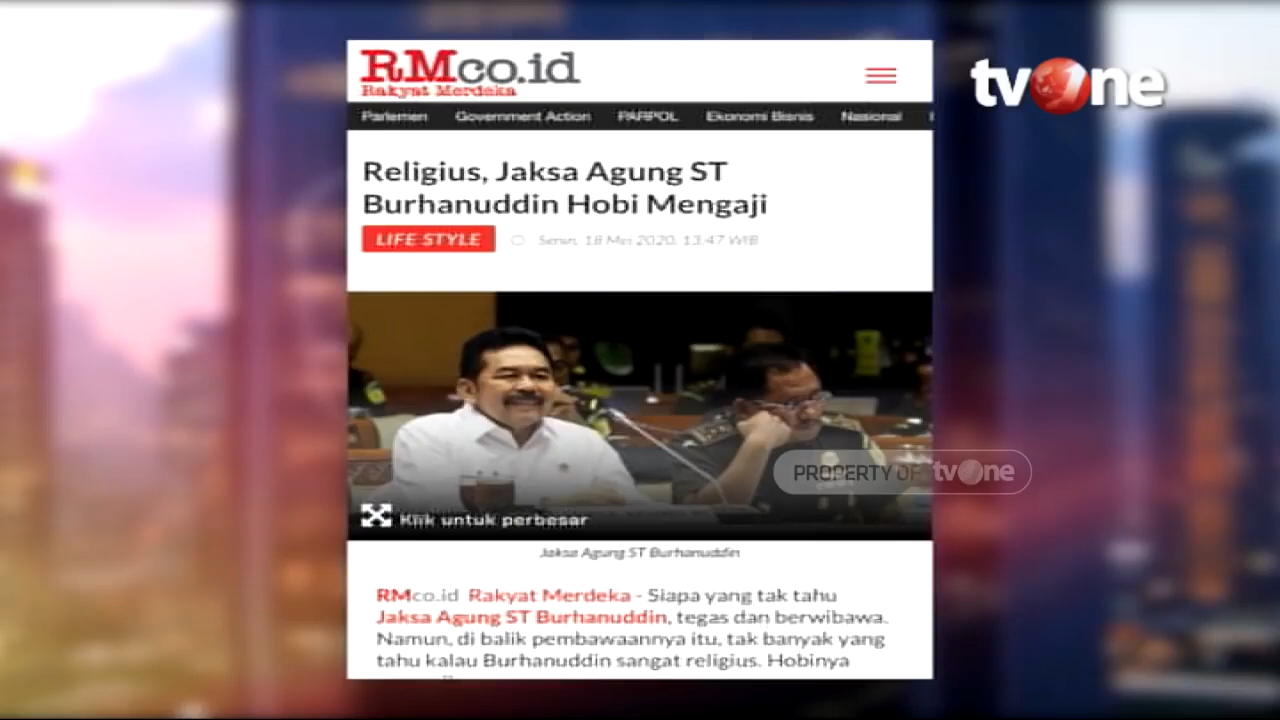 RMco.id
Rakyat Merdeka
tvOne
Parlemen Government Action PARPOL Ekonomi Bisnis Nasional
Religius, Jaksa Agung ST
Burhanuddin Hobi Mengaji
LIFE STYLE Senin, 18 Mei 2020, 13:47 WIB
PROPERTY OF tvOne
Klik untuk perbesar
Jaksa Agung ST Burhanuddin
RMco.id Rakyat Merdeka - Siapa yang tak tahu
Jaksa Agung ST Burhanuddin, tegas dan berwibawa.
Namun, di balik pembawaannya itu, tak banyak yang
tahu kalau Burhanuddin sangat religius. Hobinya